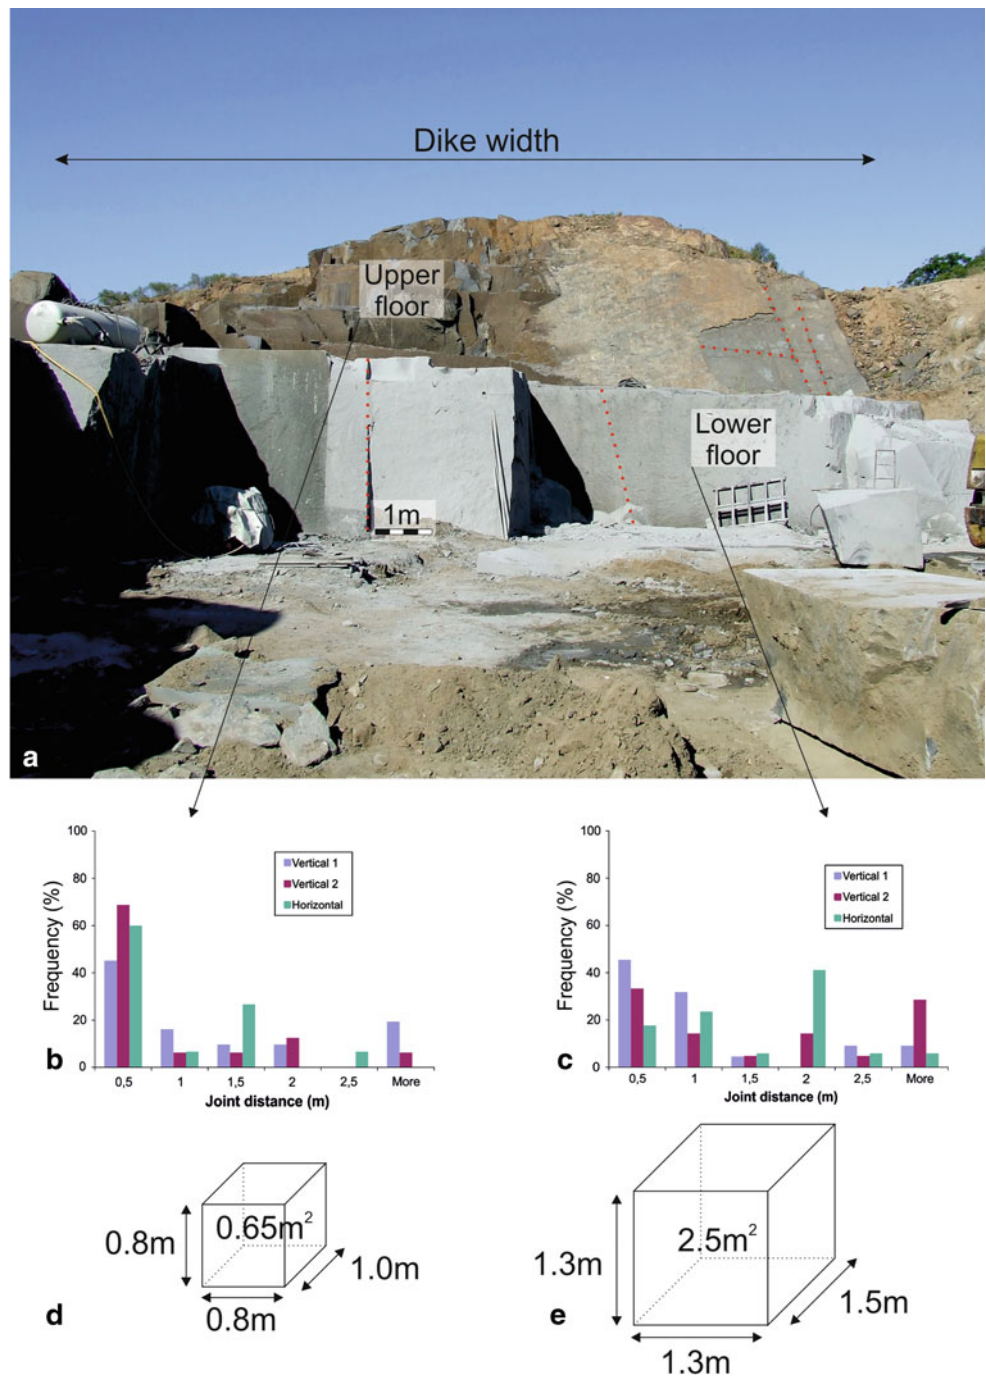 Dike width
Upper
floor
Lower
floor
1m
a
100
80
60
40
20
0
Frequency (%)
Vertical 1
Vertical 2
Horizontal
0,5 1 1,5 2 2,5 More
Joint distance (m)
b
100
80
60
40
20
0
Frequency (%)
Vertical 1
Vertical 2
Horizontal
0,5 1 1,5 2 2,5 More
Joint distance (m)
c
0.65m²
0.8m
1.0m
0.8m
d
2.5m²
1.3m
1.5m
1.3m
e